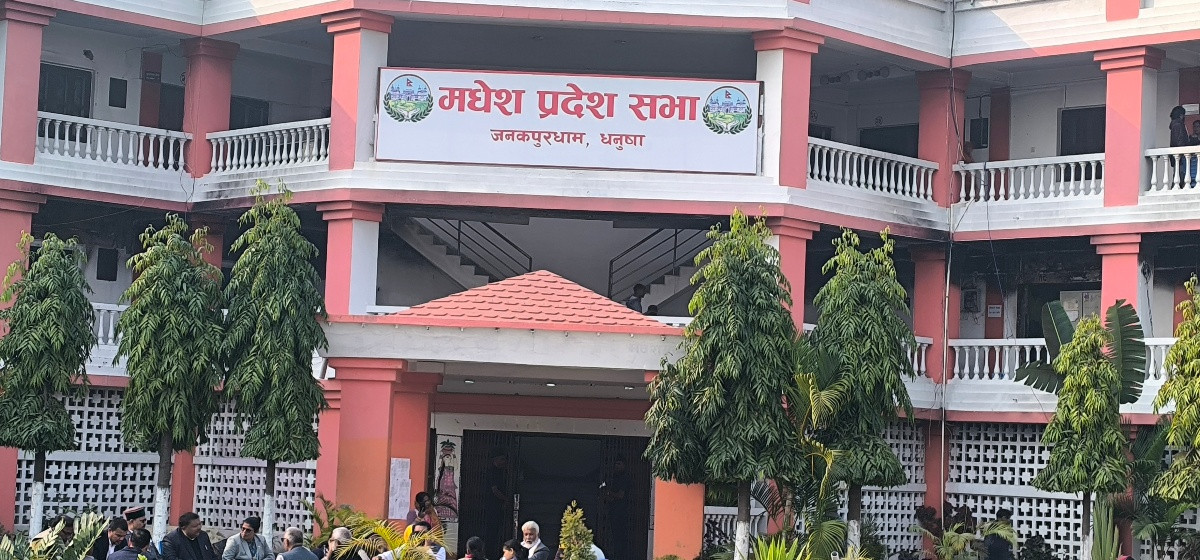 मधेश प्रदेश सभा
जनकपुरधाम, धनुषा